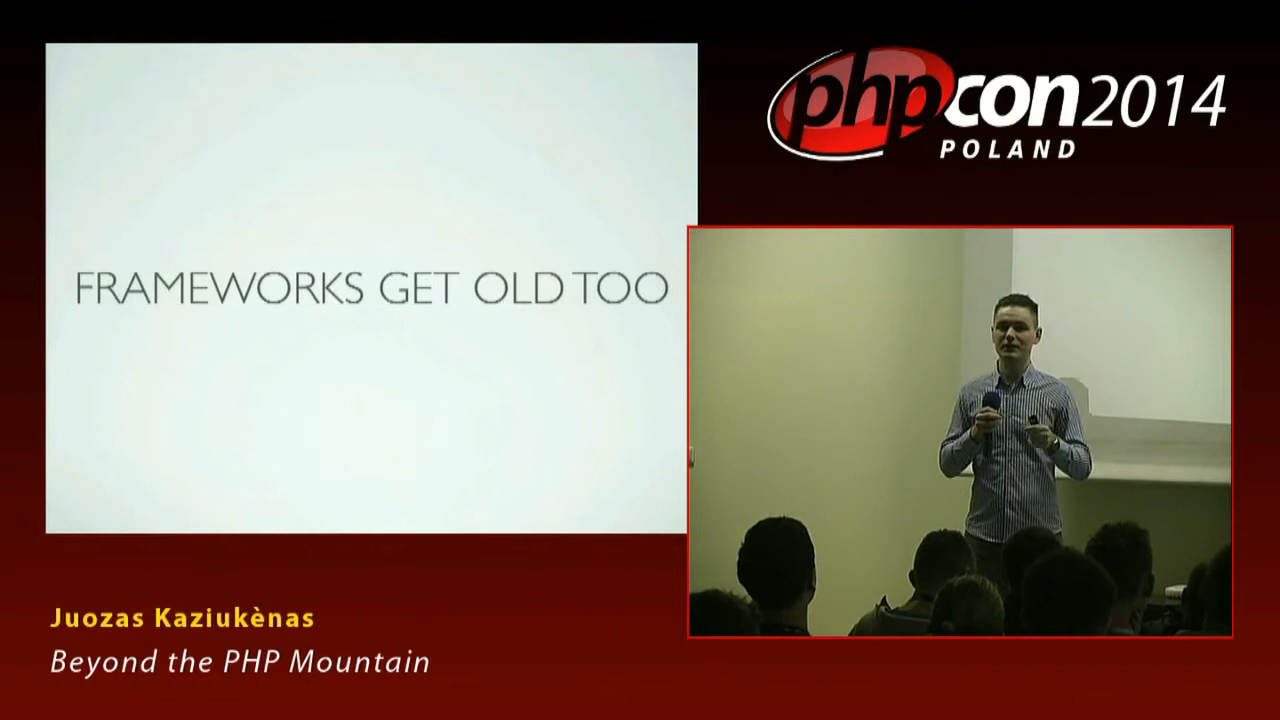 phpcon2014
POLAND
FRAMEWORKS GET OLD TOO
Juozas Kaziukènas
Beyond the PHP Mountain